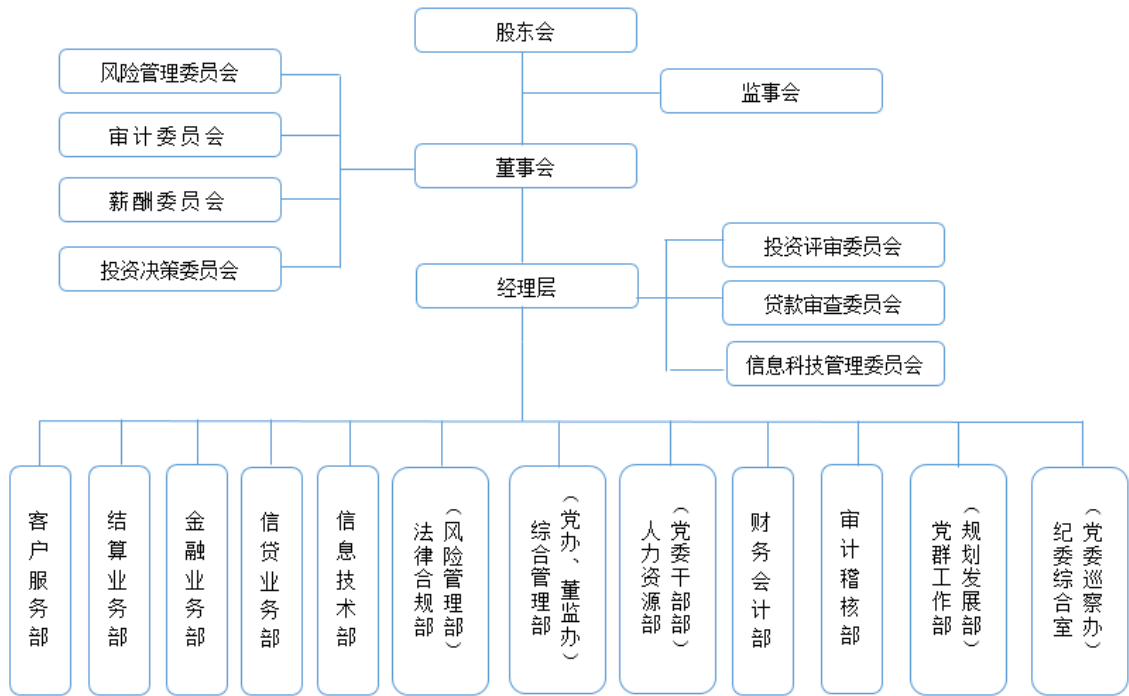 股东会
风险管理委员会
监事会
审计委员会
董事会
薪酬委员会
投资评审委员会
投资决策委员会
经理层
贷款审查委员会
信息科技管理委员会
客户服务部
结算业务部
金融业务部
信贷业务部
信息技术部
法律合规部
（风险管理部）
综合管理部
（党办、董监办）
人力资源部
（党委干部部）
财务会计部
审计稽核部
党群工作部
（规划发展部）
纪委综合室
（党委巡察办）